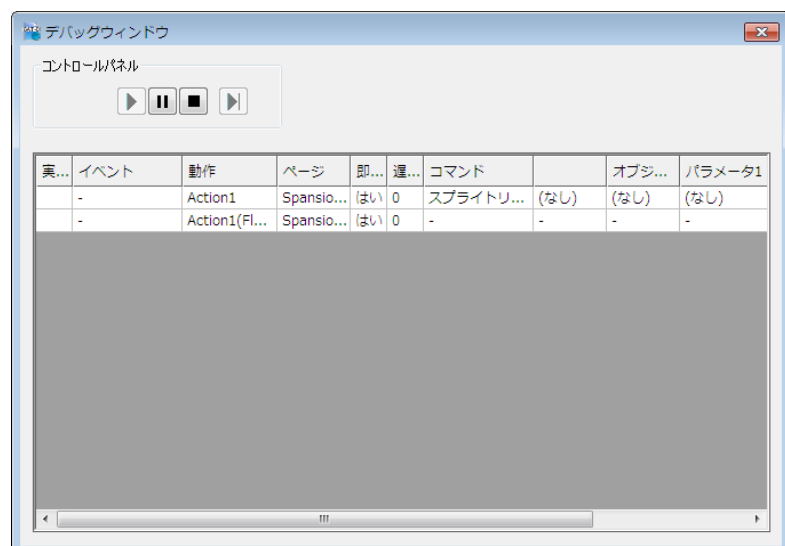 デバッグウィンドウ
コントロールパネル
実... イベント 動作 ページ 即... 遅... コマンド オブジ... パラメータ1
- Action1 Spansio... はい 0 スプライトリ... (なし) (なし) (なし)
- Action1(Fl... Spansio... はい 0 - - - -